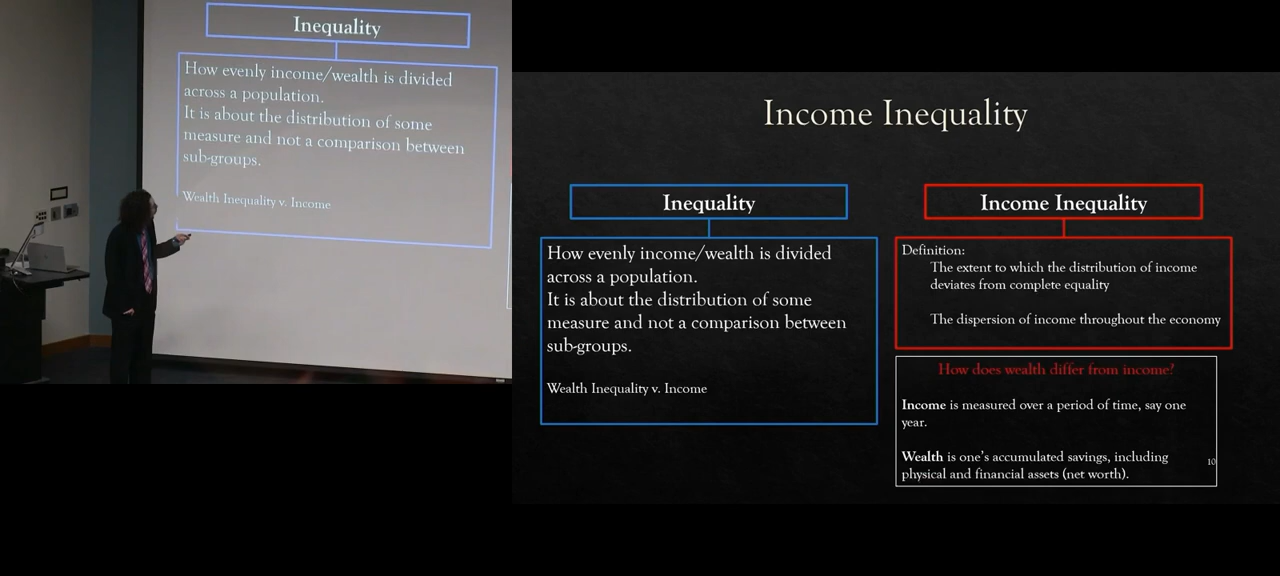 Inequality
How evenly income/wealth is divided
across a population.
It is about the distribution of some
measure and not a comparison between
sub-groups.
Wealth Inequality v. Income
Income Inequality
Inequality
How evenly income/wealth is divided
across a population.
It is about the distribution of some
measure and not a comparison between
sub-groups.
Wealth Inequality v. Income
Income Inequality
Definition:
The extent to which the distribution of income
deviates from complete equality
The dispersion of income throughout the economy
How does wealth differ from income?
Income is measured over a period of time, say one
year.
Wealth is one's accumulated savings, including
physical and financial assets (net worth).
10